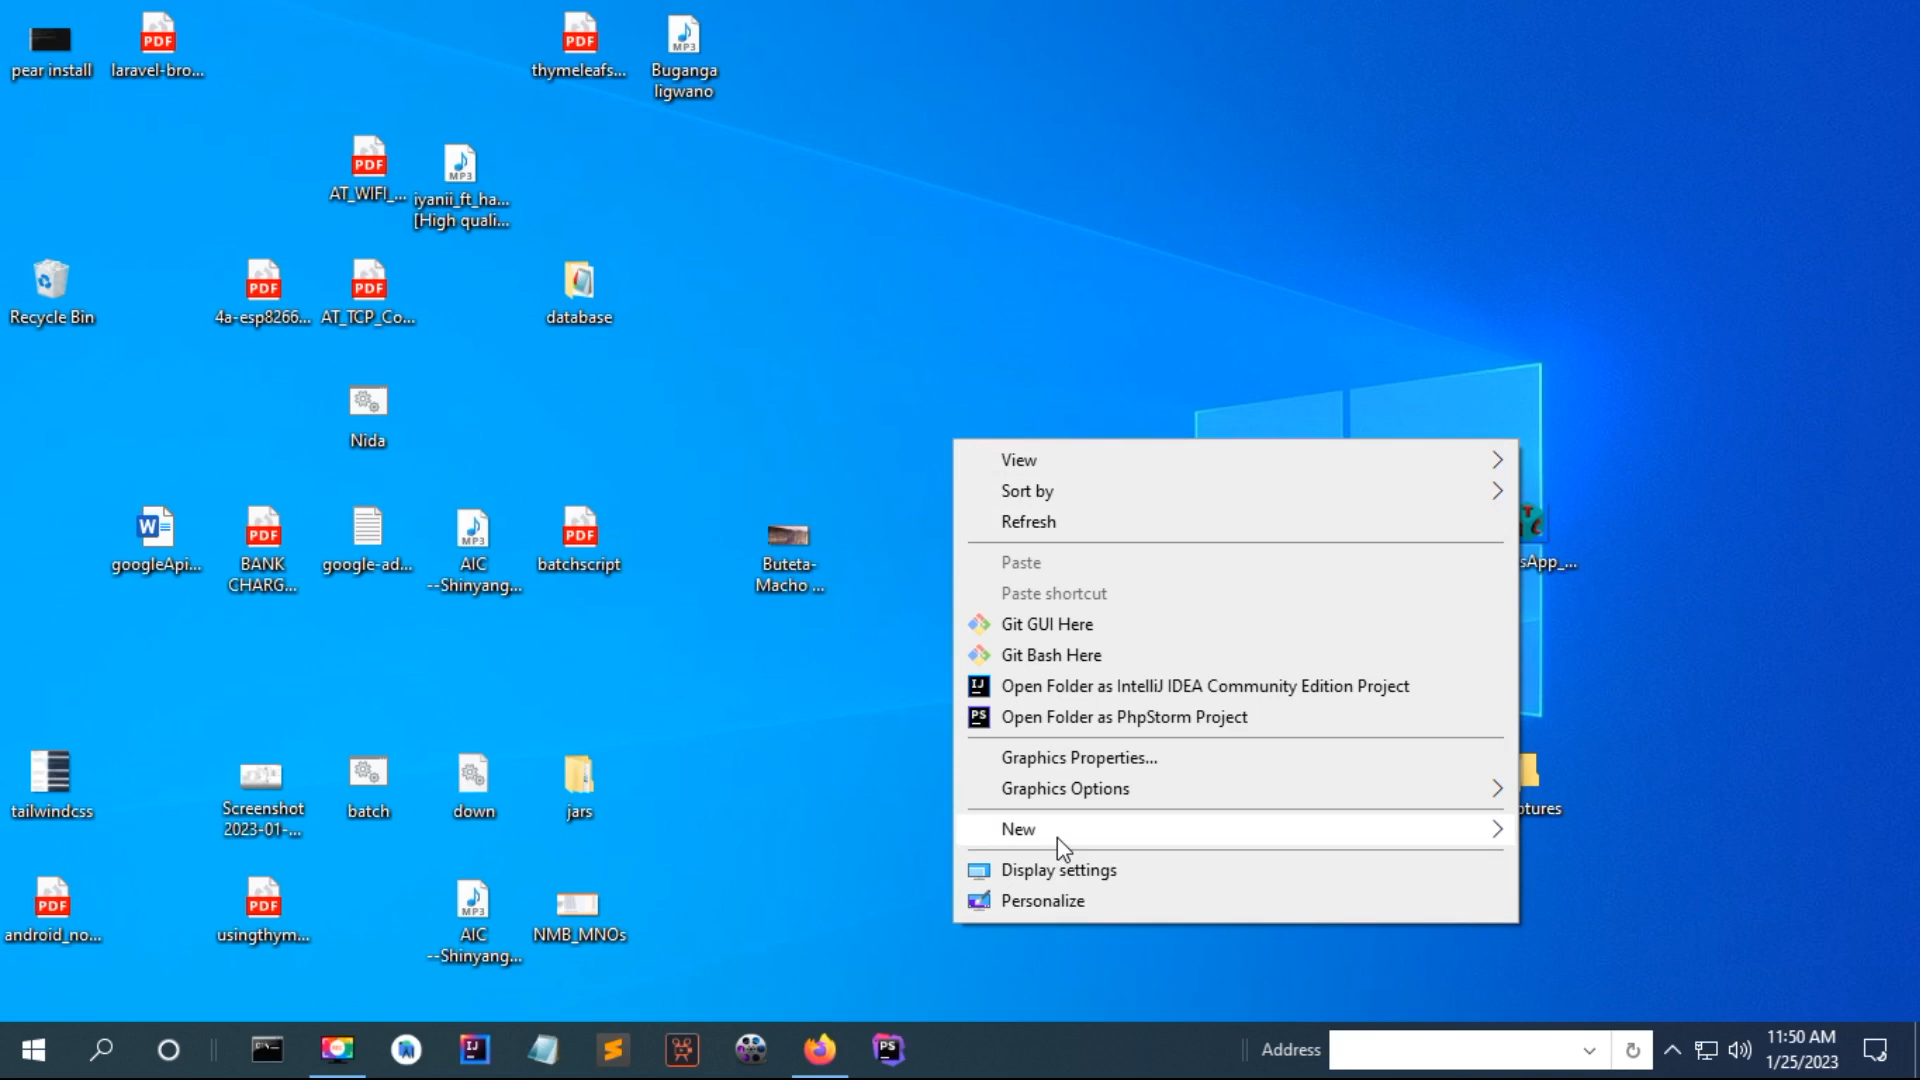 pear install
laravel-bro...
thymeleafs...
Buganga
ligwano
AT_WIFI_...
iyanii_ft_ha...
[High quali...
Recycle Bin
4a-esp8266...
AT_TCP_Co...
database
Nida
googleApi...
BANK
CHARG...
google-ad...
AIC
--Shinyang...
batchscript
Buteta-
Macho ...
sApp_...
tailwindcss
Screenshot
2023-01-...
batch
down
jars
ptures
android_no...
usingthym...
AIC
--Shinyang...
NMB_MNOs
View
Sort by
Refresh
Paste
Paste shortcut
Git GUI Here
Git Bash Here
Open Folder as IntelliJ IDEA Community Edition Project
Open Folder as PhpStorm Project
Graphics Properties...
Graphics Options
New
Display settings
Personalize
Address
11:50 AM
1/25/2023